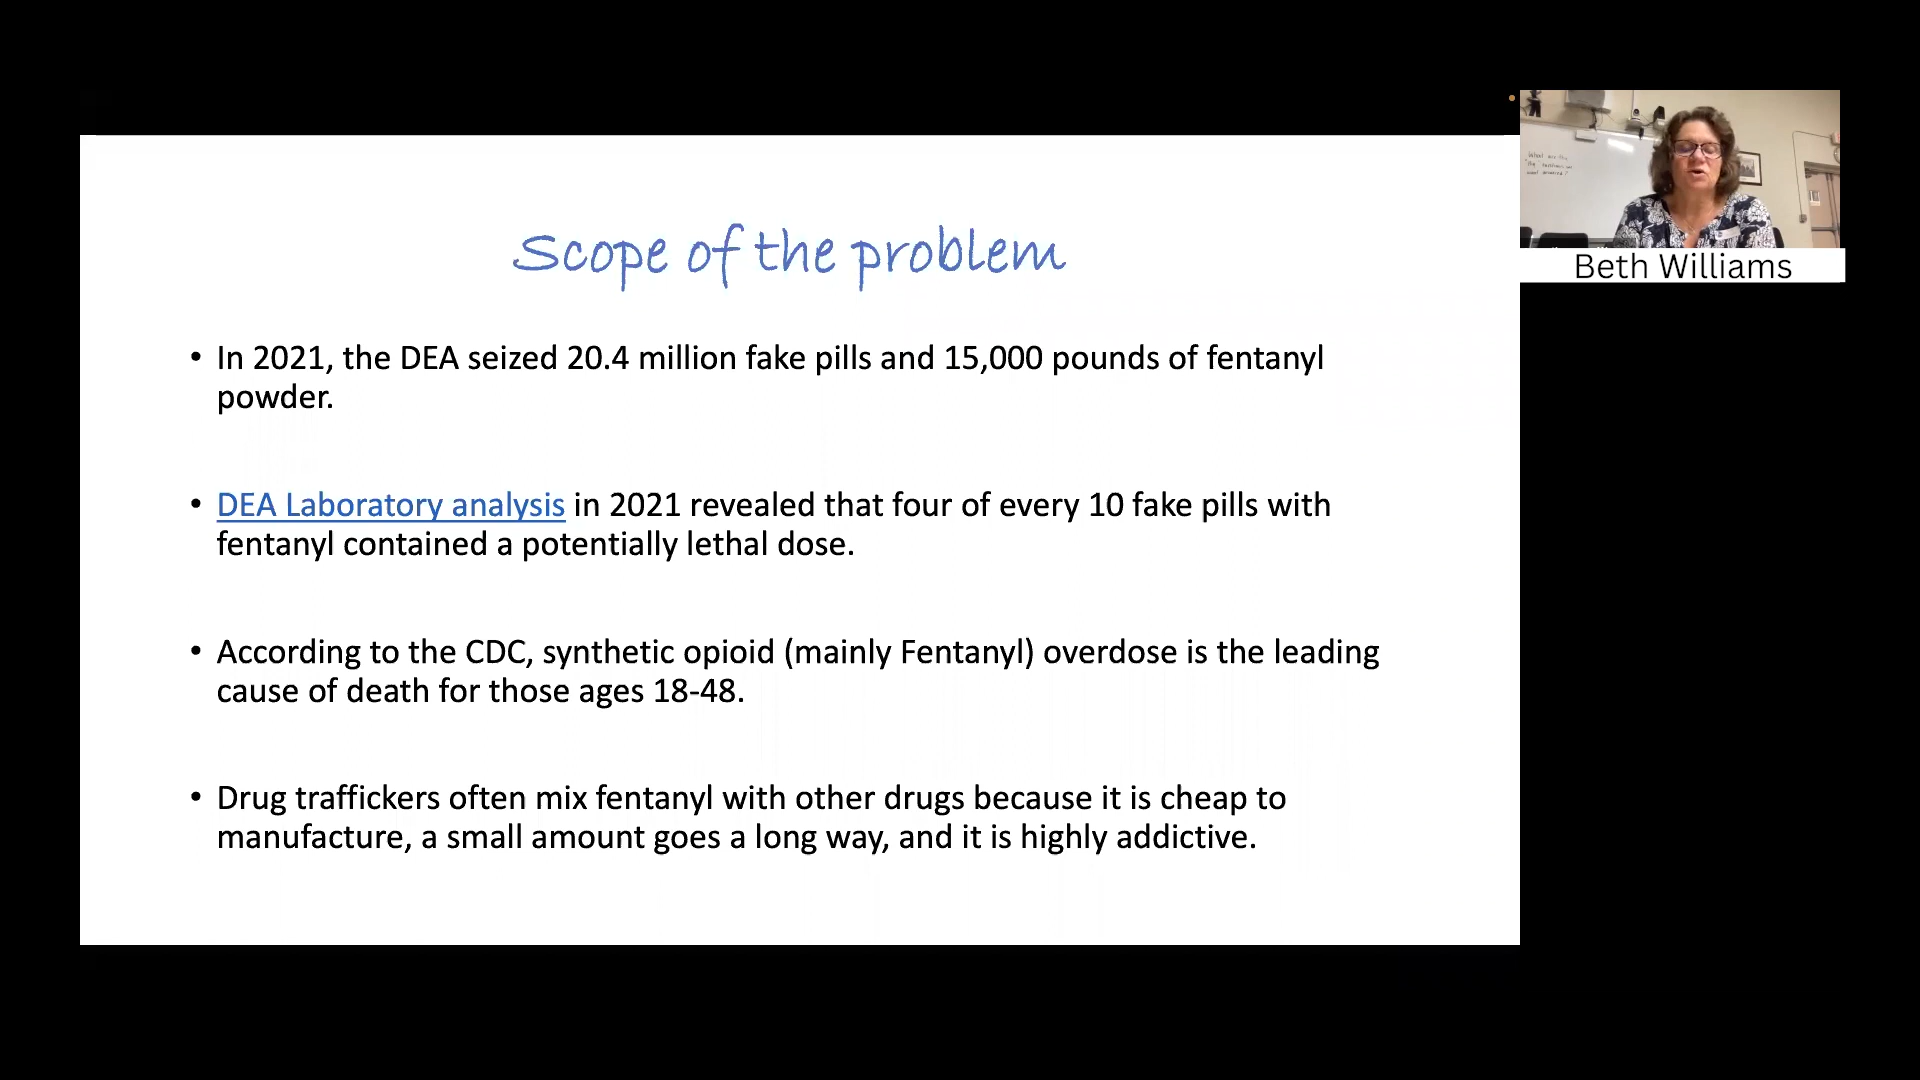 Scope of the problem
• In 2021, the DEA seized 20.4 million fake pills and 15,000 pounds of fentanyl
powder.
• DEA Laboratory analysis in 2021 revealed that four of every 10 fake pills with
fentanyl contained a potentially lethal dose.
• According to the CDC, synthetic opioid (mainly Fentanyl) overdose is the leading
cause of death for those ages 18-48.
• Drug traffickers often mix fentanyl with other drugs because it is cheap to
manufacture, a small amount goes a long way, and it is highly addictive.
Beth Williams